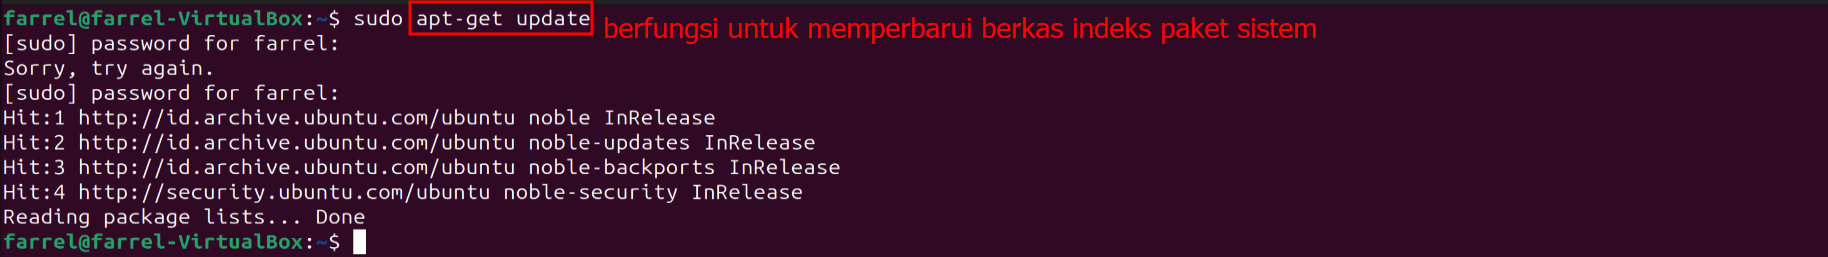 farrel@farrel-VirtualBox:~$ sudo apt-get update berfungsi untuk memperbarui berkas indeks paket sistem
[sudo] password for farrel:
Sorry, try again.
[sudo] password for farrel:
Hit:1 http://id.archive.ubuntu.com/ubuntu noble InRelease
Hit:2 http://id.archive.ubuntu.com/ubuntu noble-updates InRelease
Hit:3 http://id.archive.ubuntu.com/ubuntu noble-backports InRelease
Hit:4 http://security.ubuntu.com/ubuntu noble-security InRelease
Reading package lists... Done
farrel@farrel-VirtualBox:~$